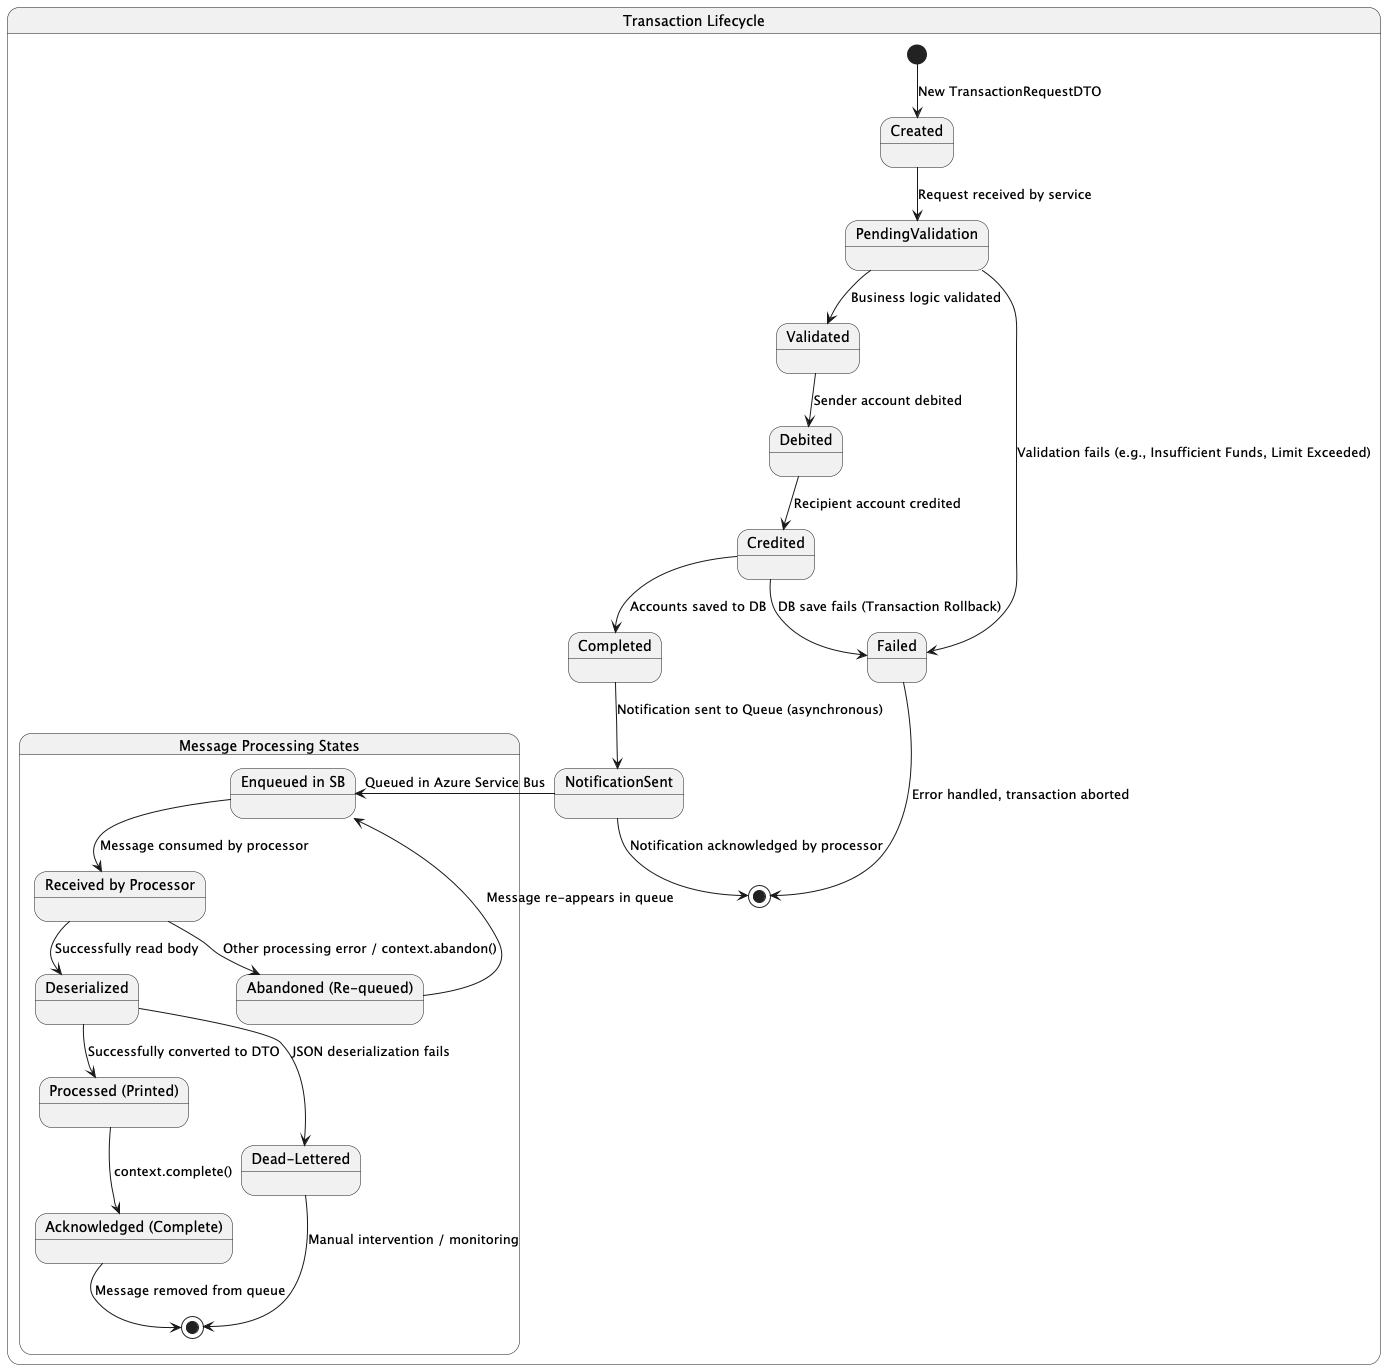 Transaction Lifecycle
New TransactionRequestDTO
Created
Request received by service
PendingValidation
Business logic validated
Validated
Sender account debited
Debited
Validation fails (e.g., Insufficient Funds, Limit Exceeded)
Recipient account credited
Credited
Accounts saved to DB
DB save fails (Transaction Rollback)
Completed
Failed
Notification sent to Queue (asynchronous)
Message Processing States
Enqueued in SB
Queued in Azure Service Bus
NotificationSent
Error handled, transaction aborted
Message consumed by processor
Notification acknowledged by processor
Received by Processor
Message re-appears in queue
Successfully read body
Other processing error / context.abandon()
Deserialized
Abandoned (Re-queued)
Successfully converted to DTO
JSON deserialization fails
Processed (Printed)
Dead-Lettered
context.complete()
Acknowledged (Complete)
Manual intervention / monitoring
Message removed from queue